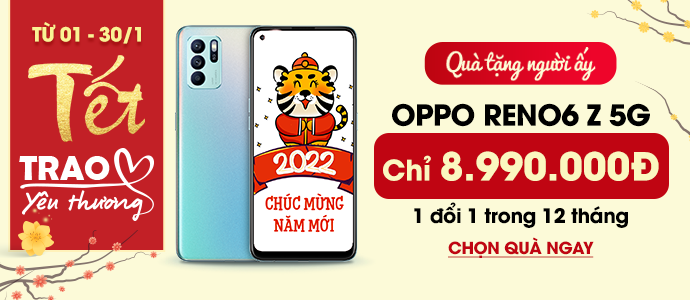 TỪ 01 - 30/1
Tết
TRAO
Yêu thương
2022
CHÚC MỪNG
NĂM MỚI
Quà tặng người ấy
OPPO RENO6 Z 5G
Chỉ 8.990.000Đ
1 đổi 1 trong 12 tháng
CHỌN QUÀ NGAY